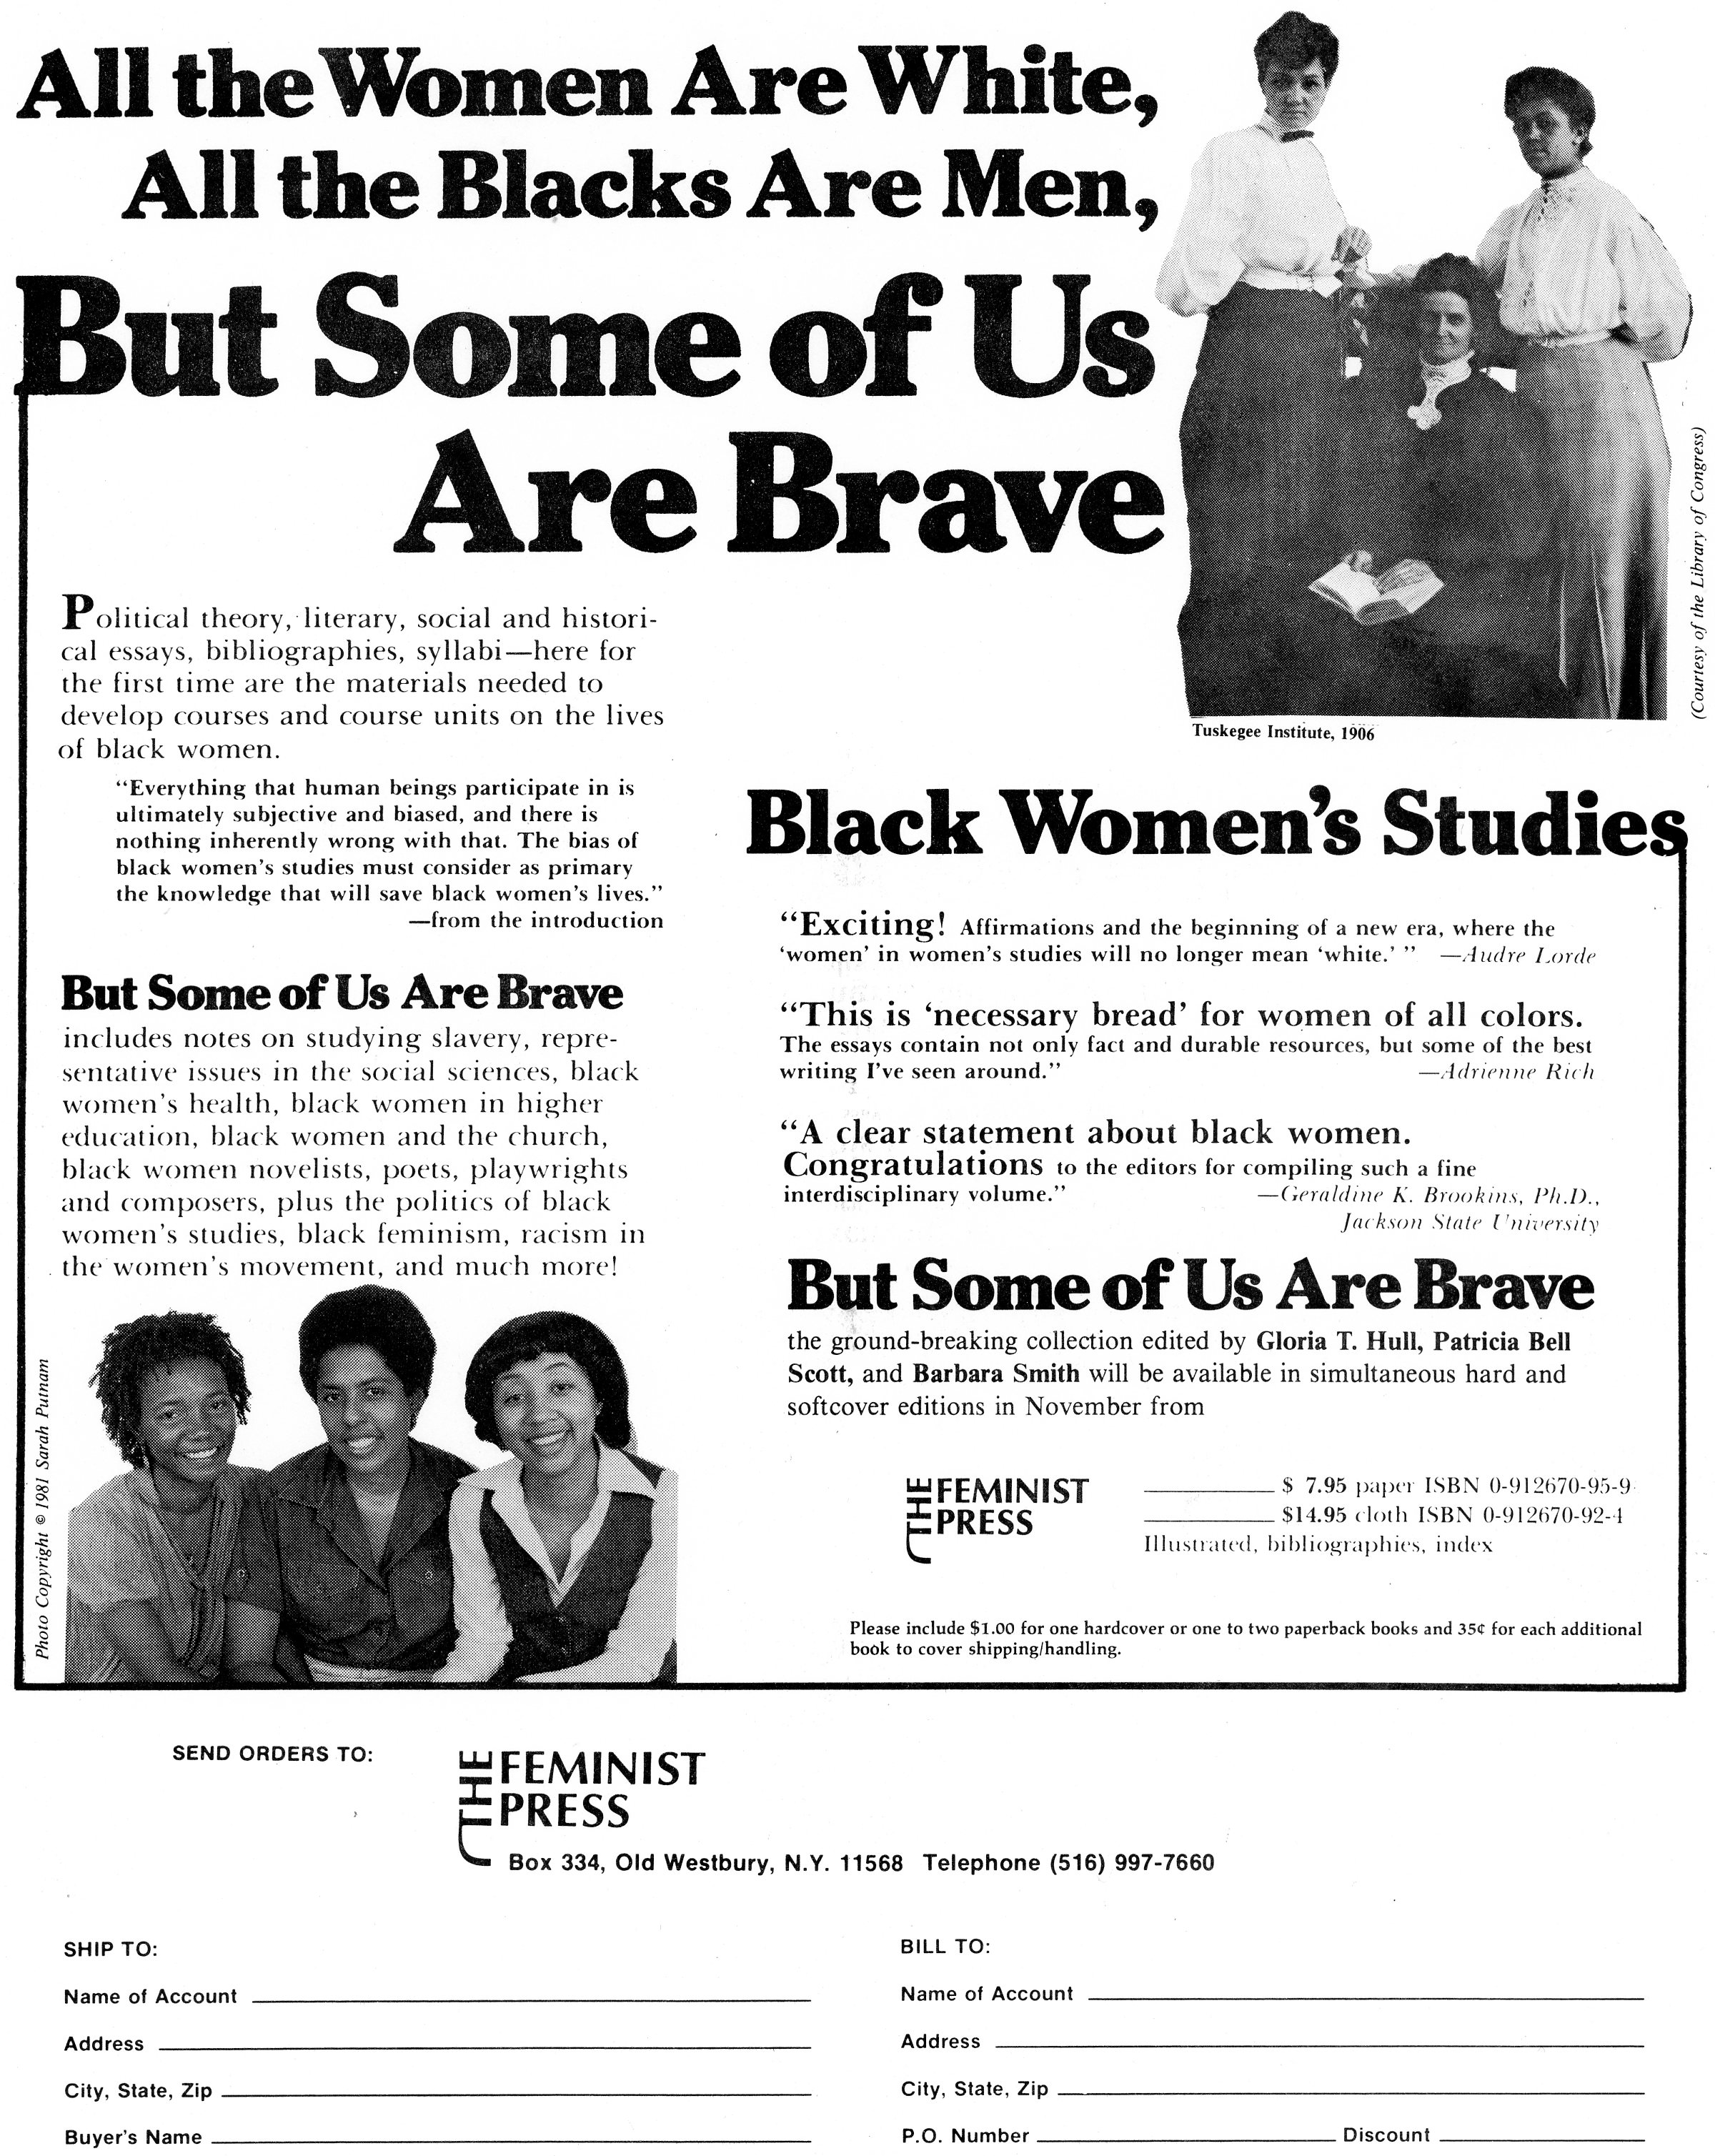 All the Women Are White,
All the Blacks Are Men,
But Some of Us
Are Brave
(Courtesy of the Library of Congress)
Tuskegee Institute, 1906
Political theory, literary, social and histori-
cal essays, bibliographies, syllabi—here for
the first time are the materials needed to
develop courses and course units on the lives
of black women.
“Everything that human beings participate in is
ultimately subjective and biased, and there is
nothing inherently wrong with that. The bias of
black women's studies must consider as primary
the knowledge that will save black women's lives.”
—from the introduction
But Some of Us Are Brave
includes notes on studying slavery, repre-
sentative issues in the social sciences, black
women's health, black women in higher
education, black women and the church,
black women novelists, poets, playwrights
and composers, plus the politics of black
women's studies, black feminism, racism in
the women's movement, and much more!
Photo Copyright © 1981 Sarah Putnam
Black Women's Studies
“Exciting! Affirmations and the beginning of a new era, where the
‘women’ in women's studies will no longer mean ‘white.’ ” —Audre Lorde
“This is ‘necessary bread’ for women of all colors.
The essays contain not only fact and durable resources, but some of the best
writing I've seen around.” —Adrienne Rich
“A clear statement about black women.
Congratulations to the editors for compiling such a fine
interdisciplinary volume.” —Geraldine K. Brookins, Ph.D.,
Jackson State University
But Some of Us Are Brave
the ground-breaking collection edited by Gloria T. Hull, Patricia Bell
Scott, and Barbara Smith will be available in simultaneous hard and
softcover editions in November from
THE FEMINIST
PRESS
$ 7.95 paper ISBN 0-912670-95-9
$14.95 cloth ISBN 0-912670-92-4
Illustrated, bibliographies, index
Please include $1.00 for one hardcover or one to two paperback books and 35¢ for each additional
book to cover shipping/handling.
SEND ORDERS TO:
THE FEMINIST
PRESS
Box 334, Old Westbury, N.Y. 11568 Telephone (516) 997-7660
SHIP TO:
Name of Account
Address
City, State, Zip
Buyer's Name
BILL TO:
Name of Account
Address
City, State, Zip
P.O. Number Discount